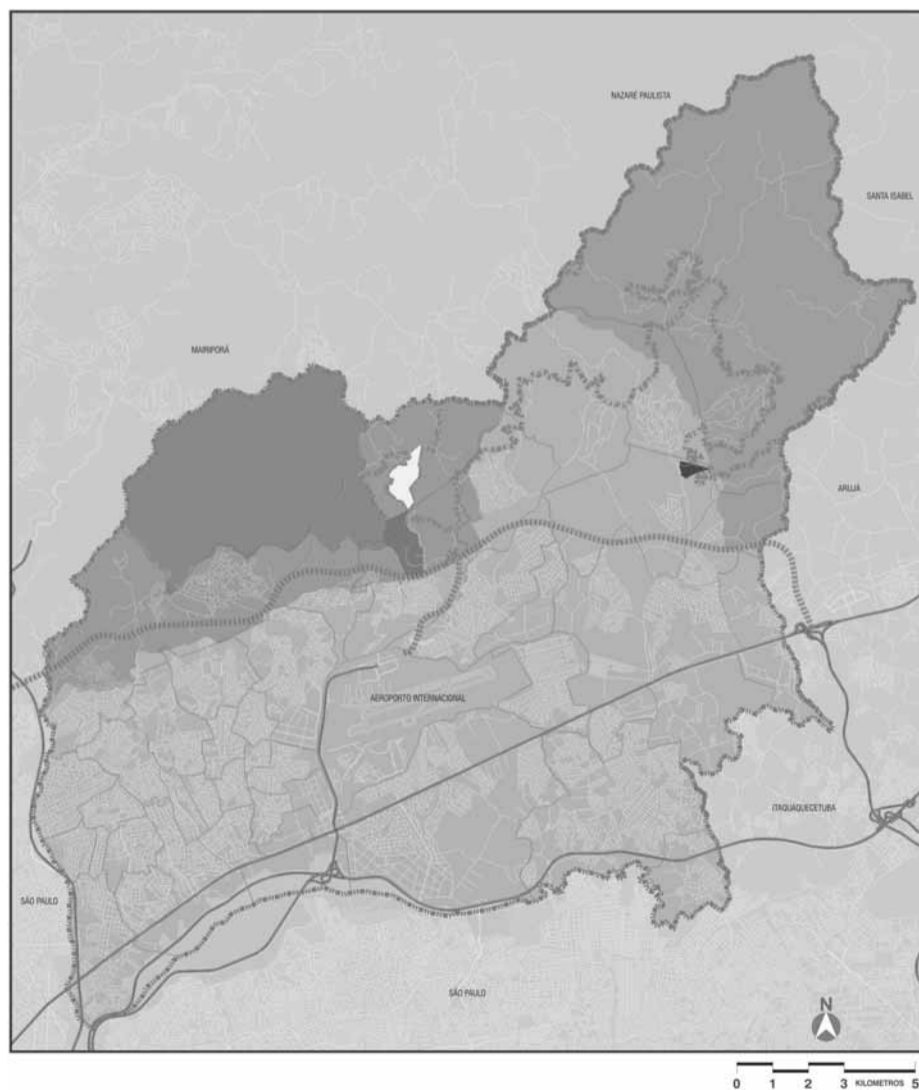 NAZARÉ PAULISTA
SANTA ISABEL
MAIRIPORÃ
ARUJÁ
AEROPORTO INTERNACIONAL
ITAQUAQUECETUBA
SÃO PAULO
SÃO PAULO
N
0 1 2 3 KILOMETROS 5